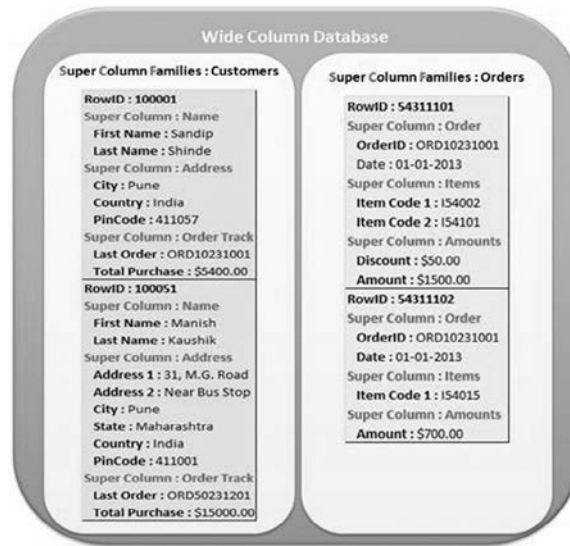 Wide Column Database
Super Column Families : Customers
RowID : 100001
Super Column : Name
First Name : Sandip
Last Name : Shinde
Super Column : Address
City : Pune
Country : India
PinCode : 411057
Super Column : Order Track
Last Order : ORD10231001
Total Purchase : $5400.00
RowID : 100051
Super Column : Name
First Name : Manish
Last Name : Kaushik
Super Column : Address
Address 1 : 31, M.G. Road
Address 2 : Near Bus Stop
City : Pune
State : Maharashtra
Country : India
PinCode : 411001
Super Column : Order Track
Last Order : ORD50231201
Total Purchase : $15000.00
Super Column Families : Orders
RowID : 54311101
Super Column : Order
OrderID : ORD10231001
Date : 01-01-2013
Super Column : Items
Item Code 1 : I54002
Item Code 2 : I54101
Super Column : Amounts
Discount : $50.00
Amount : $1500.00
RowID : 54311102
Super Column : Order
OrderID : ORD10231001
Date : 01-01-2013
Super Column : Items
Item Code 1 : I54015
Super Column : Amounts
Amount : $700.00